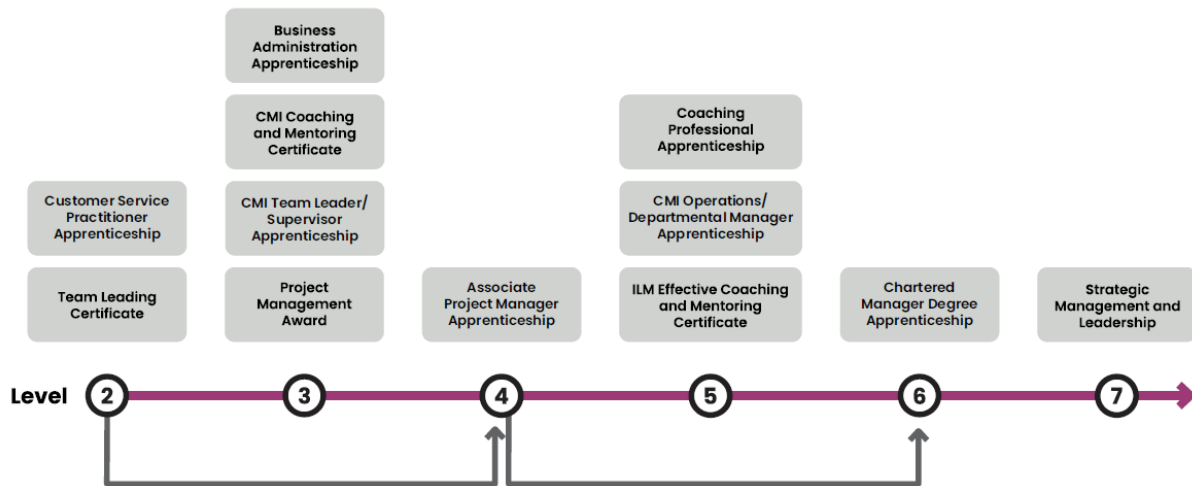 Business
Administration
Apprenticeship
CMI Coaching
and Mentoring
Certificate
Coaching
Professional
Apprenticeship
Customer Service
Practitioner
Apprenticeship
CMI Team Leader/
Supervisor
Apprenticeship
CMI Operations/
Departmental Manager
Apprenticeship
Team Leading
Certificate
Project
Management
Award
Associate
Project Manager
Apprenticeship
ILM Effective Coaching
and Mentoring
Certificate
Chartered
Manager Degree
Apprenticeship
Strategic
Management and
Leadership
Level 2 3 4 5 6 7